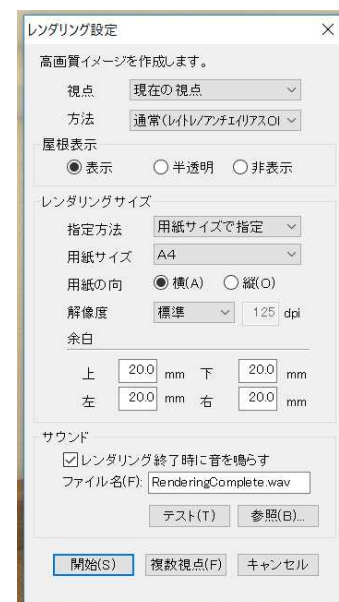 レンダリング設定
高画質イメージを作成します。
視点 現在の視点
方法 通常(レイトレ/アンチエイリアスOI
屋根表示
表示 半透明 非表示
レンダリングサイズ
指定方法 用紙サイズで指定
用紙サイズ A4
用紙の向 横(A) 縦(O)
解像度 標準 125 dpi
余白
上 20.0 mm 下 20.0 mm
左 20.0 mm 右 20.0 mm
サウンド
レンダリング終了時に音を鳴らす
ファイル名(F): RenderingComplete.wav
テスト(T) 参照(B)...
開始(S) 複数視点(F) キャンセル